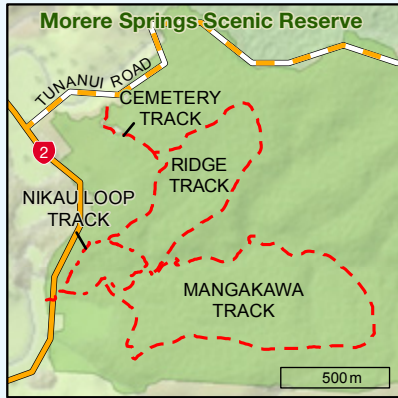 Morere Springs Scenic Reserve
TUNANUI ROAD
CEMETERY
TRACK
2
RIDGE
TRACK
NIKAU LOOP
TRACK
MANGAKAWA
TRACK
500 m